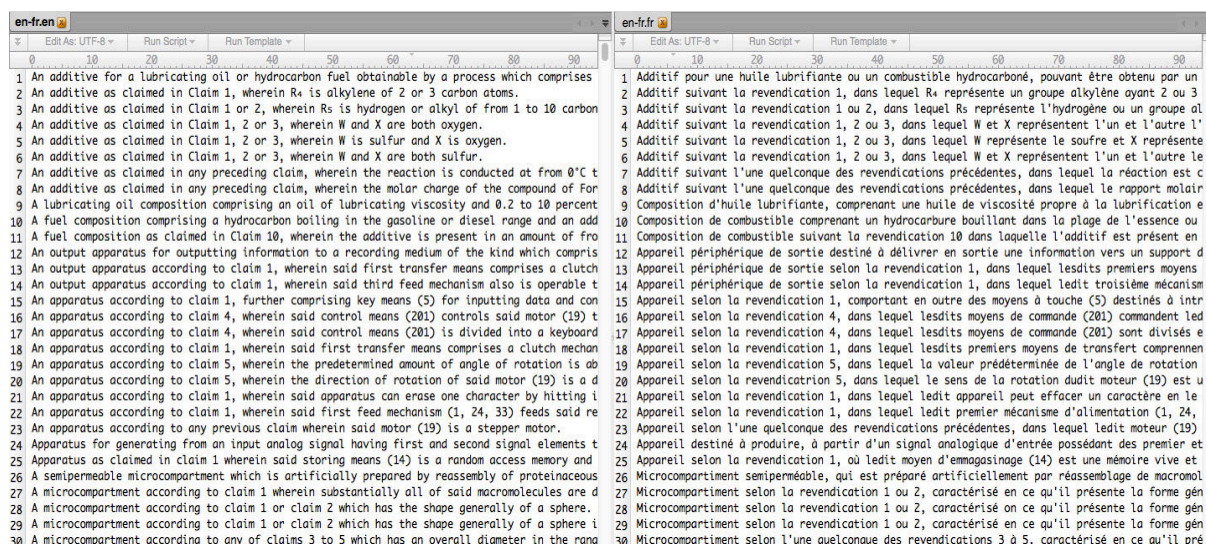 en-fr.en
Edit As: UTF-8 Run Script Run Template
0 10 20 30 40 50 60 70 80 90
1 An additive for a lubricating oil or hydrocarbon fuel obtainable by a process which comprises
2 An additive as claimed in Claim 1, wherein R₄ is alkylene of 2 or 3 carbon atoms.
3 An additive as claimed in Claim 1 or 2, wherein R₅ is hydrogen or alkyl of from 1 to 10 carbon
4 An additive as claimed in Claim 1, 2 or 3, wherein W and X are both oxygen.
5 An additive as claimed in Claim 1, 2 or 3, wherein W is sulfur and X is oxygen.
6 An additive as claimed in Claim 1, 2 or 3, wherein W and X are both sulfur.
7 An additive as claimed in any preceding claim, wherein the reaction is conducted at from 0°C t
8 An additive as claimed in any preceding claim, wherein the molar charge of the compound of For
9 A lubricating oil composition comprising an oil of lubricating viscosity and 0.2 to 10 percent
10 A fuel composition comprising a hydrocarbon boiling in the gasoline or diesel range and an add
11 A fuel composition as claimed in Claim 10, wherein the additive is present in an amount of fro
12 An output apparatus for outputting information to a recording medium of the kind which compris
13 An output apparatus according to claim 1, wherein said first transfer means comprises a clutch
14 An output apparatus according to claim 1, wherein said third feed mechanism also is operable t
15 An apparatus according to claim 1, further comprising key means (5) for inputting data and con
16 An apparatus according to claim 4, wherein said control means (201) controls said motor (19) t
17 An apparatus according to claim 4, wherein said control means (201) is divided into a keyboard
18 An apparatus according to claim 1, wherein said first transfer means comprises a clutch mechan
19 An apparatus according to claim 5, wherein the predetermined amount of angle of rotation is ab
20 An apparatus according to claim 5, wherein the direction of rotation of said motor (19) is a d
21 An apparatus according to claim 1, wherein said apparatus can erase one character by hitting i
22 An apparatus according to claim 1, wherein said first feed mechanism (1, 24, 33) feeds said re
23 An apparatus according to any previous claim wherein said motor (19) is a stepper motor.
24 Apparatus for generating from an input analog signal having first and second signal elements t
25 Apparatus as claimed in claim 1 wherein said storing means (14) is a random access memory and
26 A semipermeable microcompartment which is artificially prepared by reassembly of proteinaceous
27 A microcompartment according to claim 1 wherein substantially all of said macromolecules are d
28 A microcompartment according to claim 1 or claim 2 which has the shape generally of a sphere.
29 A microcompartment according to claim 1 or claim 2 which has the shape generally of a sphere i
30 A microcompartment according to any of claims 3 to 5 which has an overall diameter in the rang
en-fr.fr
Edit As: UTF-8 Run Script Run Template
0 10 20 30 40 50 60 70 80 90
1 Additif pour une huile lubrifiante ou un combustible hydrocarboné, pouvant être obtenu par un
2 Additif suivant la revendication 1, dans lequel R₄ représente un groupe alkylène ayant 2 ou 3
3 Additif suivant la revendication 1 ou 2, dans lequel R₅ représente l'hydrogène ou un groupe al
4 Additif suivant la revendication 1, 2 ou 3, dans lequel W et X représentent l'un et l'autre l'
5 Additif suivant la revendication 1, 2 ou 3, dans lequel W représente le soufre et X représente
6 Additif suivant la revendication 1, 2 ou 3, dans lequel W et X représentent l'un et l'autre le
7 Additif suivant l'une quelconque des revendications précédentes, dans lequel la réaction est c
8 Additif suivant l'une quelconque des revendications précédentes, dans lequel le rapport molair
9 Composition d'huile lubrifiante, comprenant une huile de viscosité propre à la lubrification e
10 Composition de combustible comprenant un hydrocarbure bouillant dans la plage de l'essence ou
11 Composition de combustible suivant la revendication 10 dans laquelle l'additif est présent en
12 Appareil périphérique de sortie destiné à délivrer en sortie une information vers un support d
13 Appareil périphérique de sortie selon la revendication 1, dans lequel lesdits premiers moyens
14 Appareil périphérique de sortie selon la revendication 1, dans lequel ledit troisième mécanism
15 Appareil selon la revendication 1, comportant en outre des moyens à touche (5) destinés à intr
16 Appareil selon la revendication 4, dans lequel lesdits moyens de commande (201) commandent led
17 Appareil selon la revendication 4, dans lequel lesdits moyens de commande (201) sont divisés e
18 Appareil selon la revendication 1, dans lequel lesdits premiers moyens de transfert comprennen
19 Appareil selon la revendication 5, dans lequel la valeur prédéterminée de l'angle de rotation
20 Appareil selon la revendicatrion 5, dans lequel le sens de la rotation dudit moteur (19) est u
21 Appareil selon la revendication 1, dans lequel ledit appareil peut effacer un caractère en le
22 Appareil selon la revendication 1, dans lequel ledit premier mécanisme d'alimentation (1, 24,
23 Appareil selon l'une quelconque des revendications précédentes, dans lequel ledit moteur (19)
24 Appareil destiné à produire, à partir d'un signal analogique d'entrée possédant des premier et
25 Appareil selon la revendication 1, où ledit moyen d'emmagasinage (14) est une mémoire vive et
26 Microcompartiment semiperméable, qui est préparé artificiellement par réassemblage de macromol
27 Microcompartiment selon la revendication 1 ou 2, caractérisé en ce qu'il présente la forme gén
28 Microcompartiment selon la revendication 1 ou 2, caractérisé on ce qu'il présente la forme gén
29 Microcompartiment selon la revendication 1 ou 2, caractérisé en ce qu'il présente la forme gén
30 Microcompartiment selon l'une quelconque des revendications 3 à 5, caractérisé en ce qu'il pré